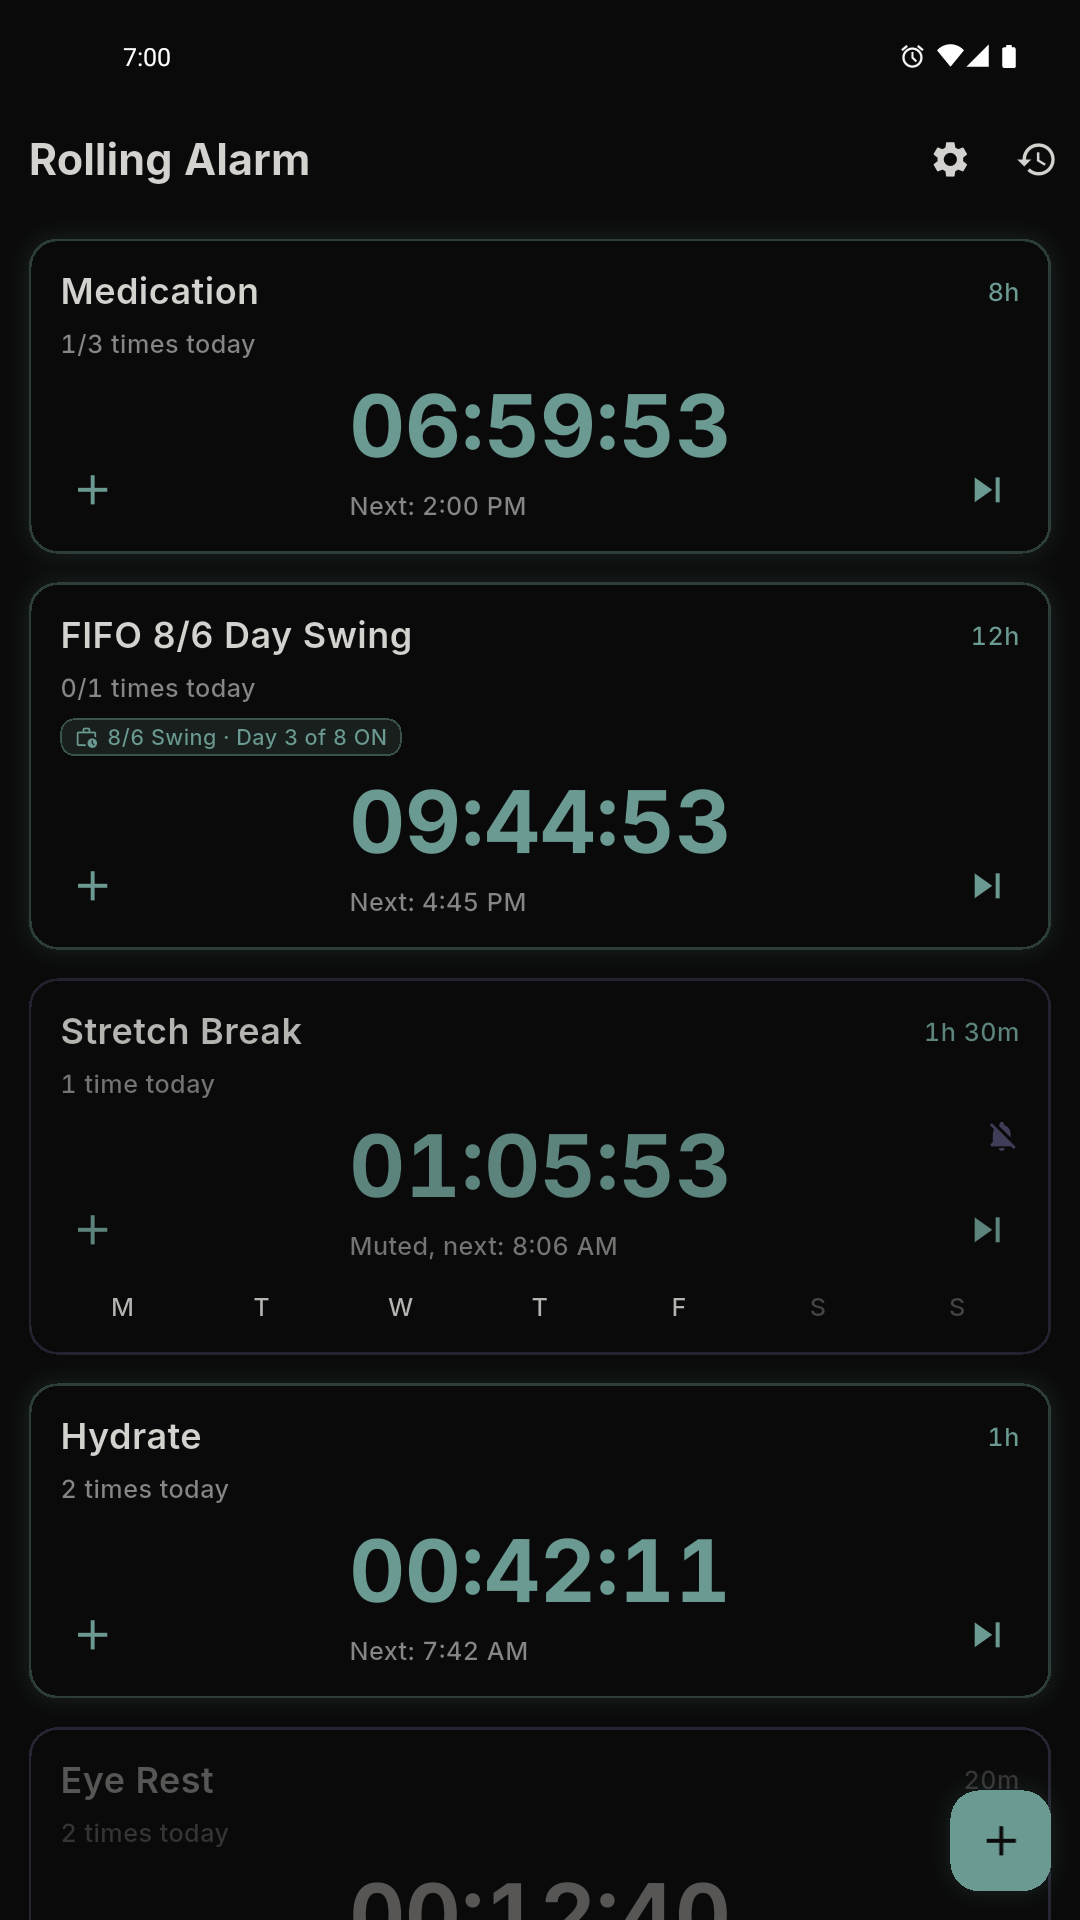 7:00
Rolling Alarm
Medication
8h
1/3 times today
06:59:53
Next: 2:00 PM
FIFO 8/6 Day Swing
12h
0/1 times today
8/6 Swing · Day 3 of 8 ON
09:44:53
Next: 4:45 PM
Stretch Break
1h 30m
1 time today
01:05:53
Muted, next: 8:06 AM
M T W T F S S
Hydrate
1h
2 times today
00:42:11
Next: 7:42 AM
Eye Rest
20m
2 times today
00:12:40